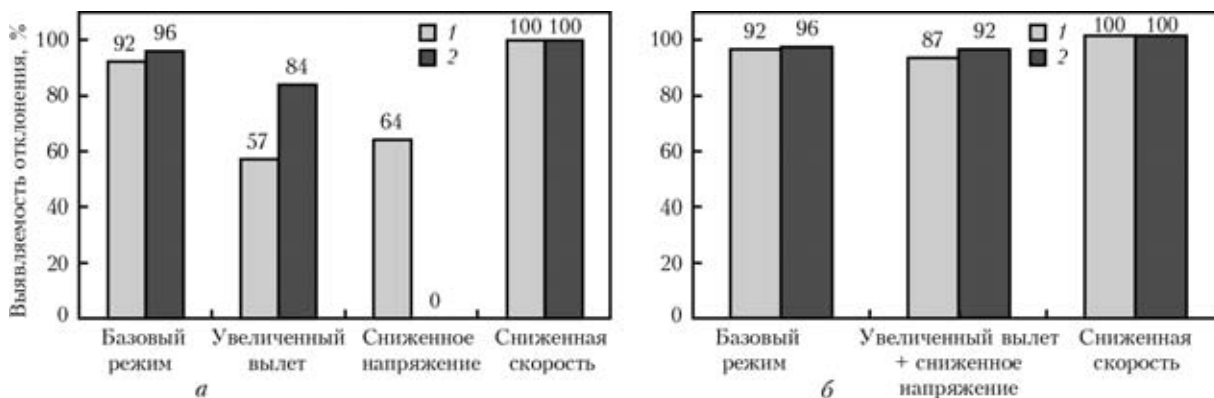 Выявляемость отклонения, %
100
80
60
40
20
0
92 96
57 84
64 0
100 100
1
2
Базовый режим
Увеличенный вылет
Сниженное напряжение
Сниженная скорость
а
100
80
60
40
20
0
92 96
87 92
100 100
1
2
Базовый режим
Увеличенный вылет
+ сниженное
напряжение
Сниженная скорость
б